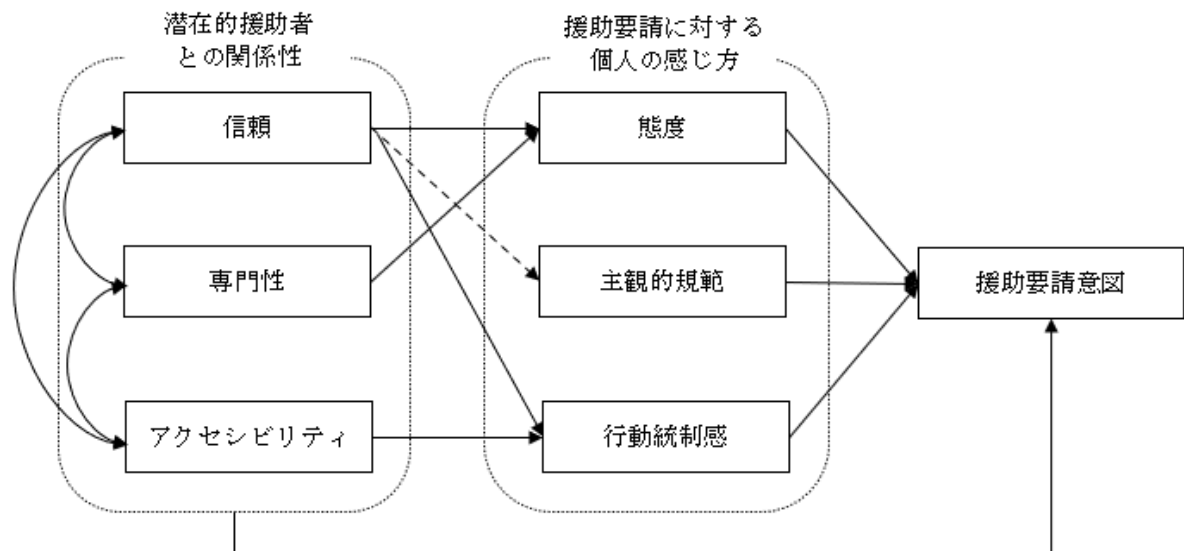 潜在的援助者
との関係性
援助要請に対する
個人の感じ方
信頼
態度
専門性
主観的規範
援助要請意図
アクセシビリティ
行動統制感